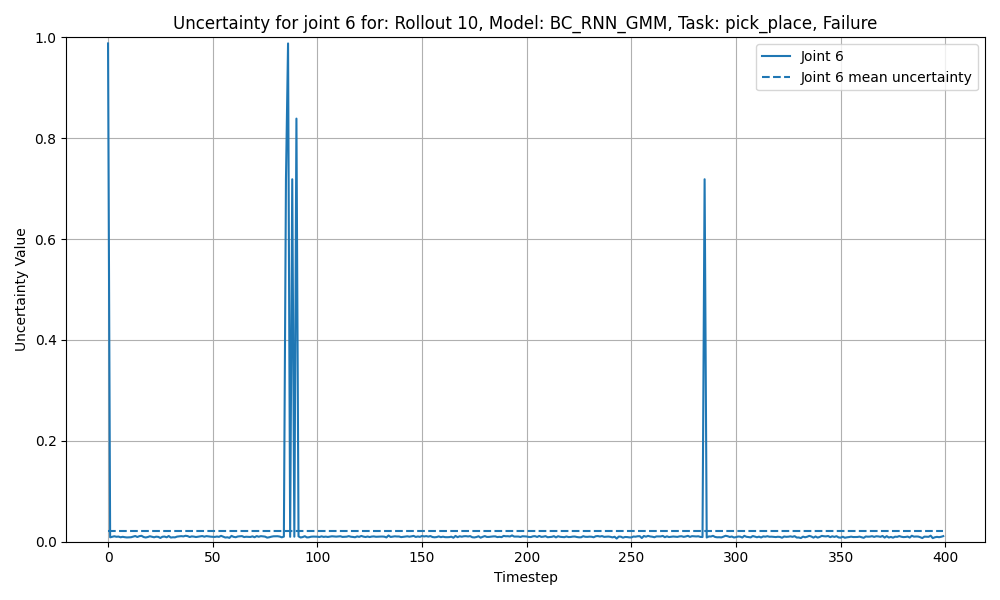 Uncertainty for joint 6 for: Rollout 10, Model: BC_RNN_GMM, Task: pick_place, Failure
Joint 6
Joint 6 mean uncertainty
Uncertainty Value
1.0
0.8
0.6
0.4
0.2
0.0
0 50 100 150 200 250 300 350 400
Timestep